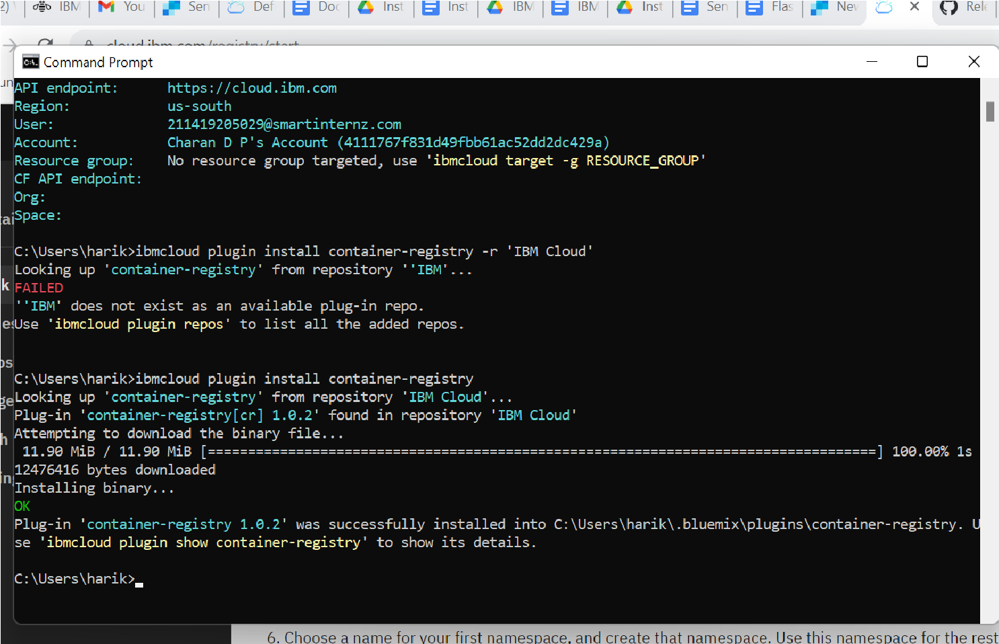 2) IBM You Sen Def Doc Inst Inst IBM IBM Inst Sen Flas New Rele
cloud.ibm.com/registry/start
Command Prompt
API endpoint: https://cloud.ibm.com
Region: us-south
User: 211419205029@smartinternz.com
Account: Charan D P's Account (4111767f831d49fbb61ac52dd2dc429a)
Resource group: No resource group targeted, use 'ibmcloud target -g RESOURCE_GROUP'
CF API endpoint:
Org:
Space:
C:\Users\harik>ibmcloud plugin install container-registry -r 'IBM Cloud'
Looking up 'container-registry' from repository ''IBM'...
FAILED
''IBM' does not exist as an available plug-in repo.
Use 'ibmcloud plugin repos' to list all the added repos.
C:\Users\harik>ibmcloud plugin install container-registry
Looking up 'container-registry' from repository 'IBM Cloud'...
Plug-in 'container-registry[cr] 1.0.2' found in repository 'IBM Cloud'
Attempting to download the binary file...
11.90 MiB / 11.90 MiB [===================================================================================] 100.00% 1s
12476416 bytes downloaded
Installing binary...
OK
Plug-in 'container-registry 1.0.2' was successfully installed into C:\Users\harik\.bluemix\plugins\container-registry. U
se 'ibmcloud plugin show container-registry' to show its details.
C:\Users\harik>
6. Choose a name for your first namespace, and create that namespace. Use this namespace for the rest